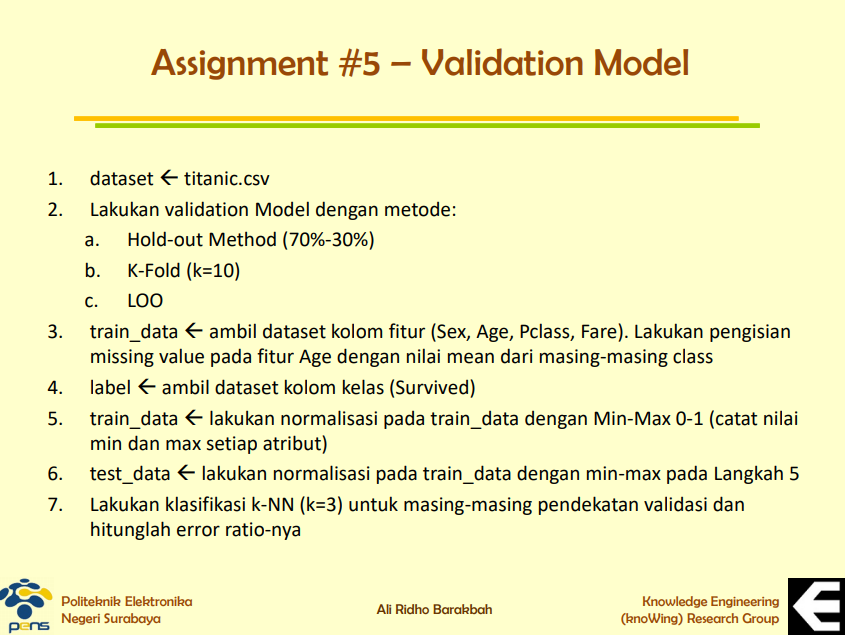 Assignment #5 – Validation Model
1. dataset ← titanic.csv
2. Lakukan validation Model dengan metode:
a. Hold-out Method (70%-30%)
b. K-Fold (k=10)
c. LOO
3. train_data ← ambil dataset kolom fitur (Sex, Age, Pclass, Fare). Lakukan pengisian
missing value pada fitur Age dengan nilai mean dari masing-masing class
4. label ← ambil dataset kolom kelas (Survived)
5. train_data ← lakukan normalisasi pada train_data dengan Min-Max 0-1 (catat nilai
min dan max setiap atribut)
6. test_data ← lakukan normalisasi pada train_data dengan min-max pada Langkah 5
7. Lakukan klasifikasi k-NN (k=3) untuk masing-masing pendekatan validasi dan
hitunglah error ratio-nya
pens
Politeknik Elektronika
Negeri Surabaya
Ali Ridho Barakbah
Knowledge Engineering
(knoWing) Research Group